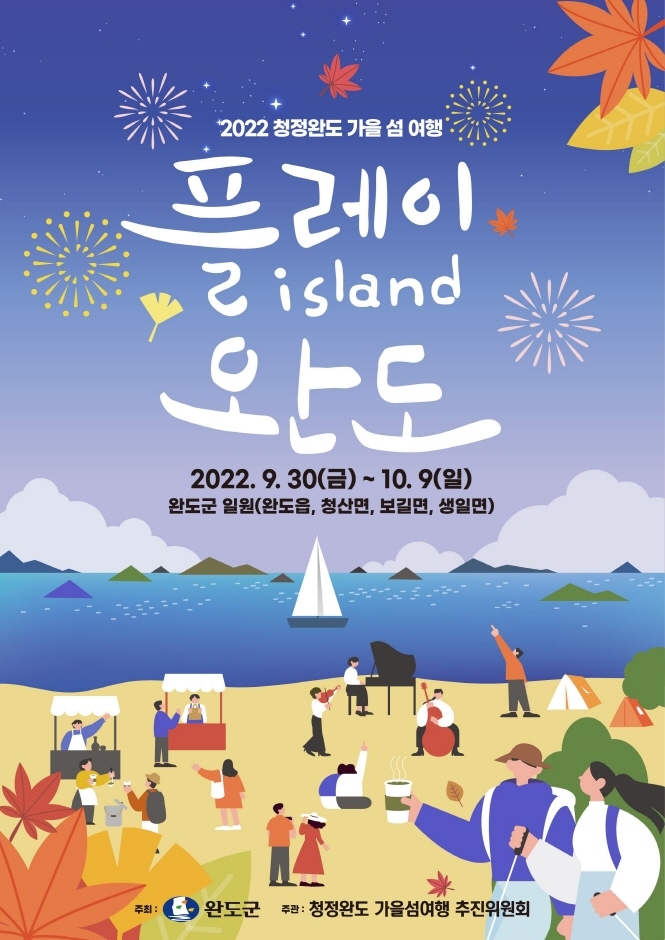 2022 청정완도 가을 섬 여행
플레이
ㄹ island
완도
2022. 9. 30(금) ~ 10. 9(일)
완도군 일원(완도읍, 청산면, 보길면, 생일면)
주최 : 완도군 주관 : 청정완도 가을섬여행 추진위원회